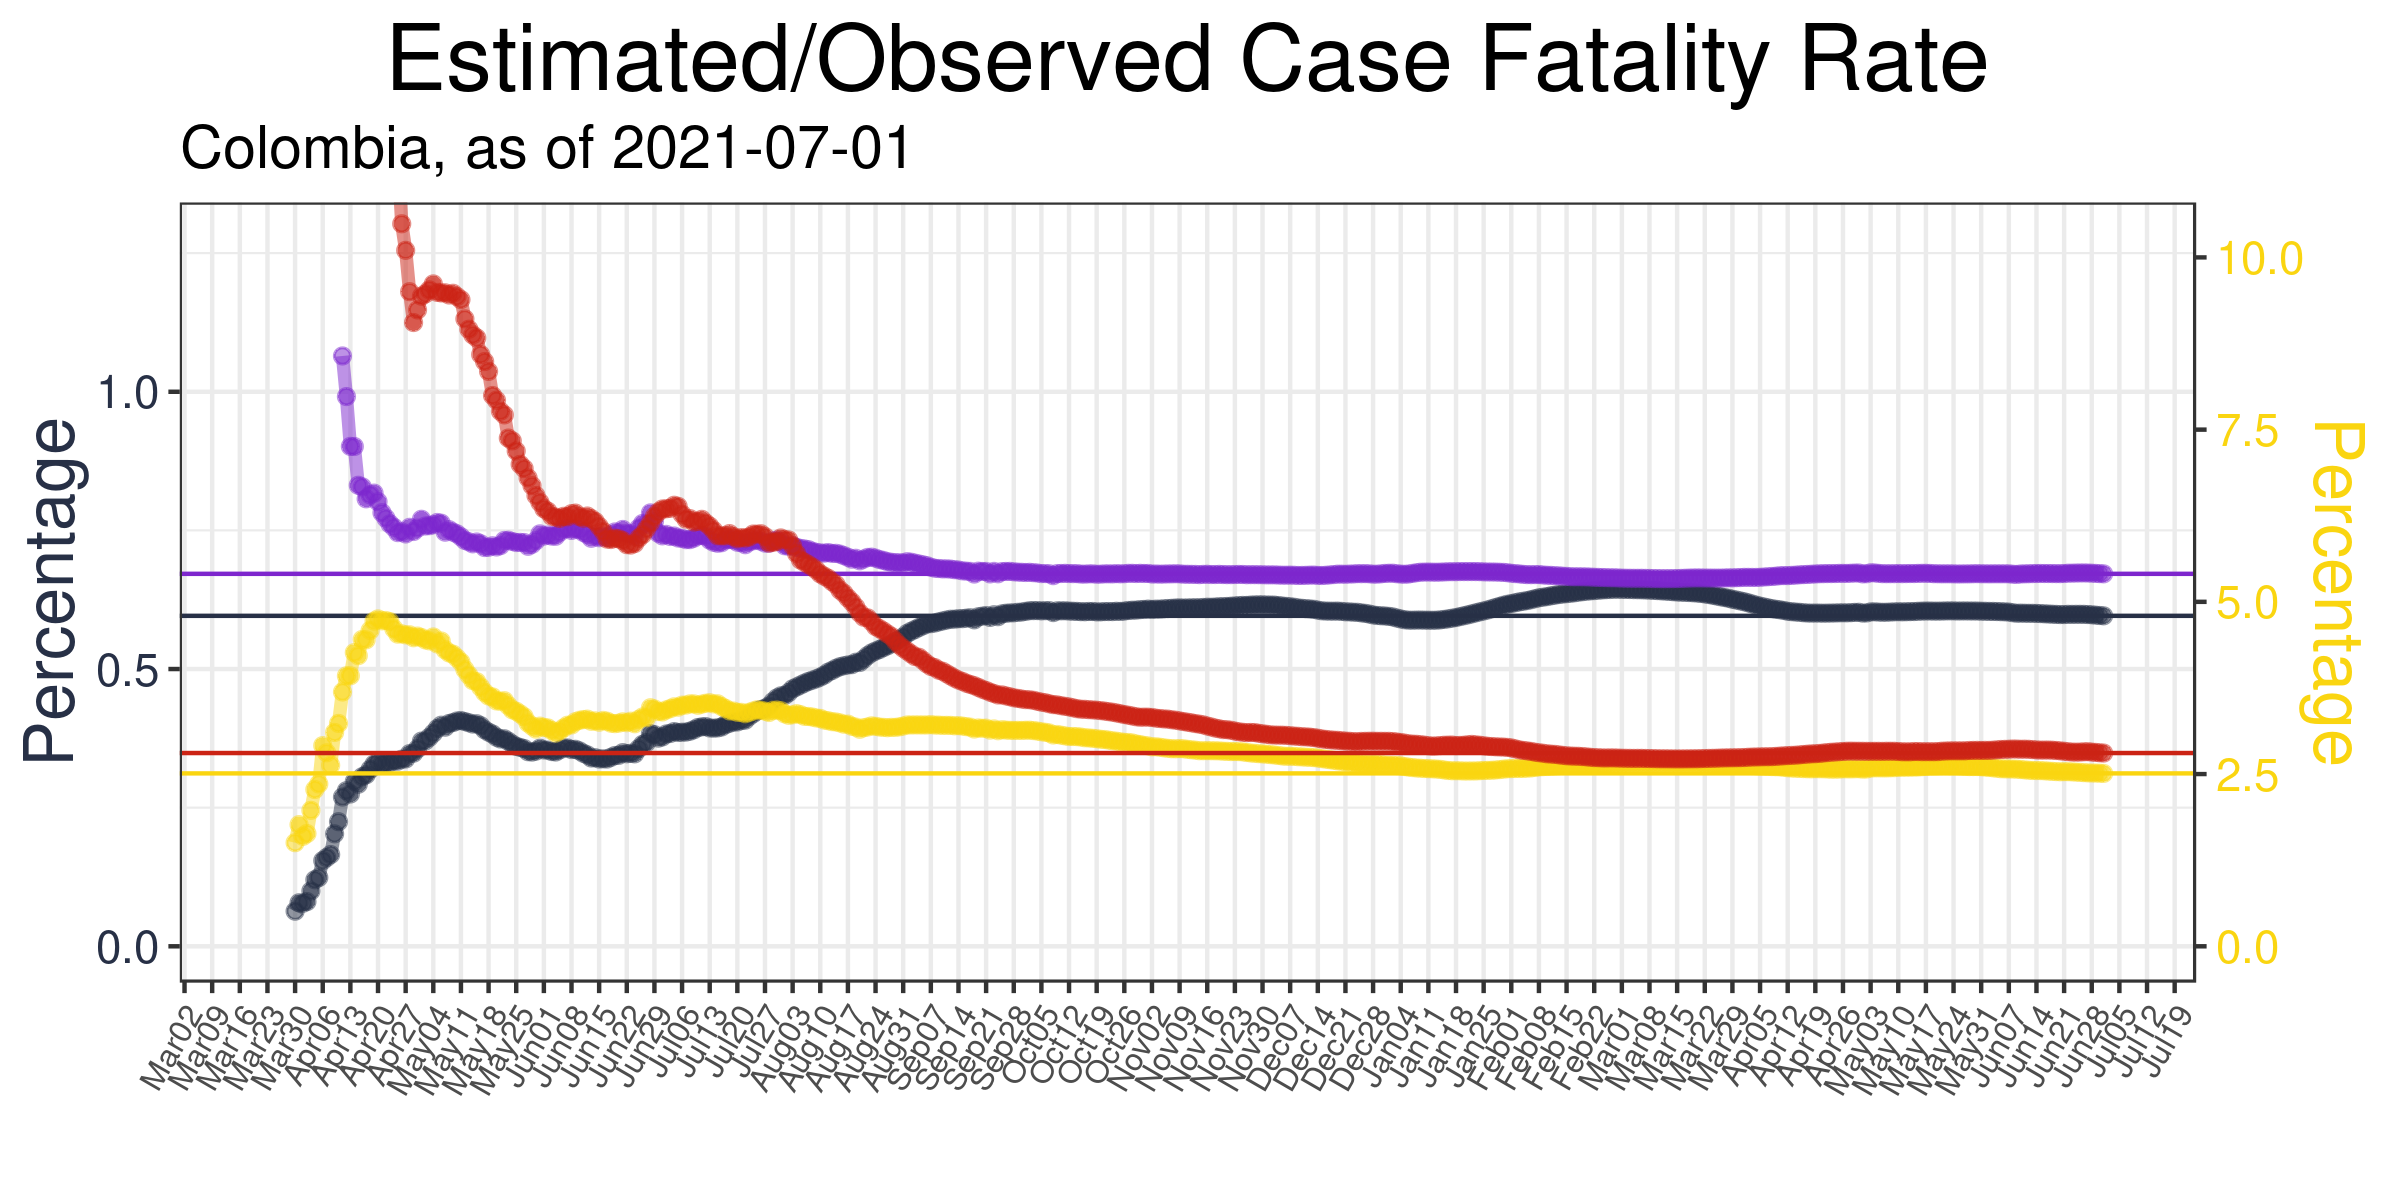 Estimated/Observed Case Fatality Rate
Colombia, as of 2021-07-01
Percentage
1.0
0.5
0.0
10.0
7.5
5.0
2.5
0.0
Percentage
Mar02
Mar09
Mar16
Mar23
Mar30
Apr06
Apr13
Apr20
Apr27
May04
May11
May18
May25
Jun01
Jun08
Jun15
Jun22
Jun29
Jul06
Jul13
Jul20
Jul27
Aug03
Aug10
Aug17
Aug24
Aug31
Sep07
Sep14
Sep21
Sep28
Oct05
Oct12
Oct19
Oct26
Nov02
Nov09
Nov16
Nov23
Nov30
Dec07
Dec14
Dec21
Dec28
Jan04
Jan11
Jan18
Jan25
Feb01
Feb08
Feb15
Feb22
Mar01
Mar08
Mar15
Mar22
Mar29
Apr05
Apr12
Apr19
Apr26
May03
May10
May17
May24
May31
Jun07
Jun14
Jun21
Jun28
Jul05
Jul12
Jul19